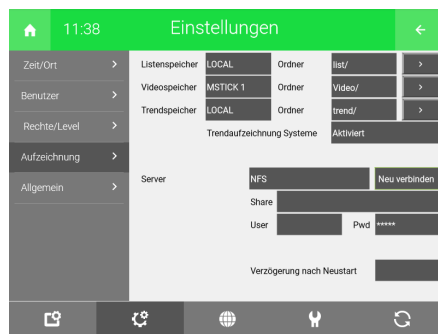 11:38 Einstellungen
Zeit/Ort
Benutzer
Rechte/Level
Aufzeichnung
Allgemein
Listenspeicher LOCAL Ordner list/
Videospeicher MSTICK 1 Ordner Video/
Trendspeicher LOCAL Ordner trend/
Trendaufzeichnung Systeme Aktiviert
Server NFS Neu verbinden
Share
User Pwd *****
Verzögerung nach Neustart